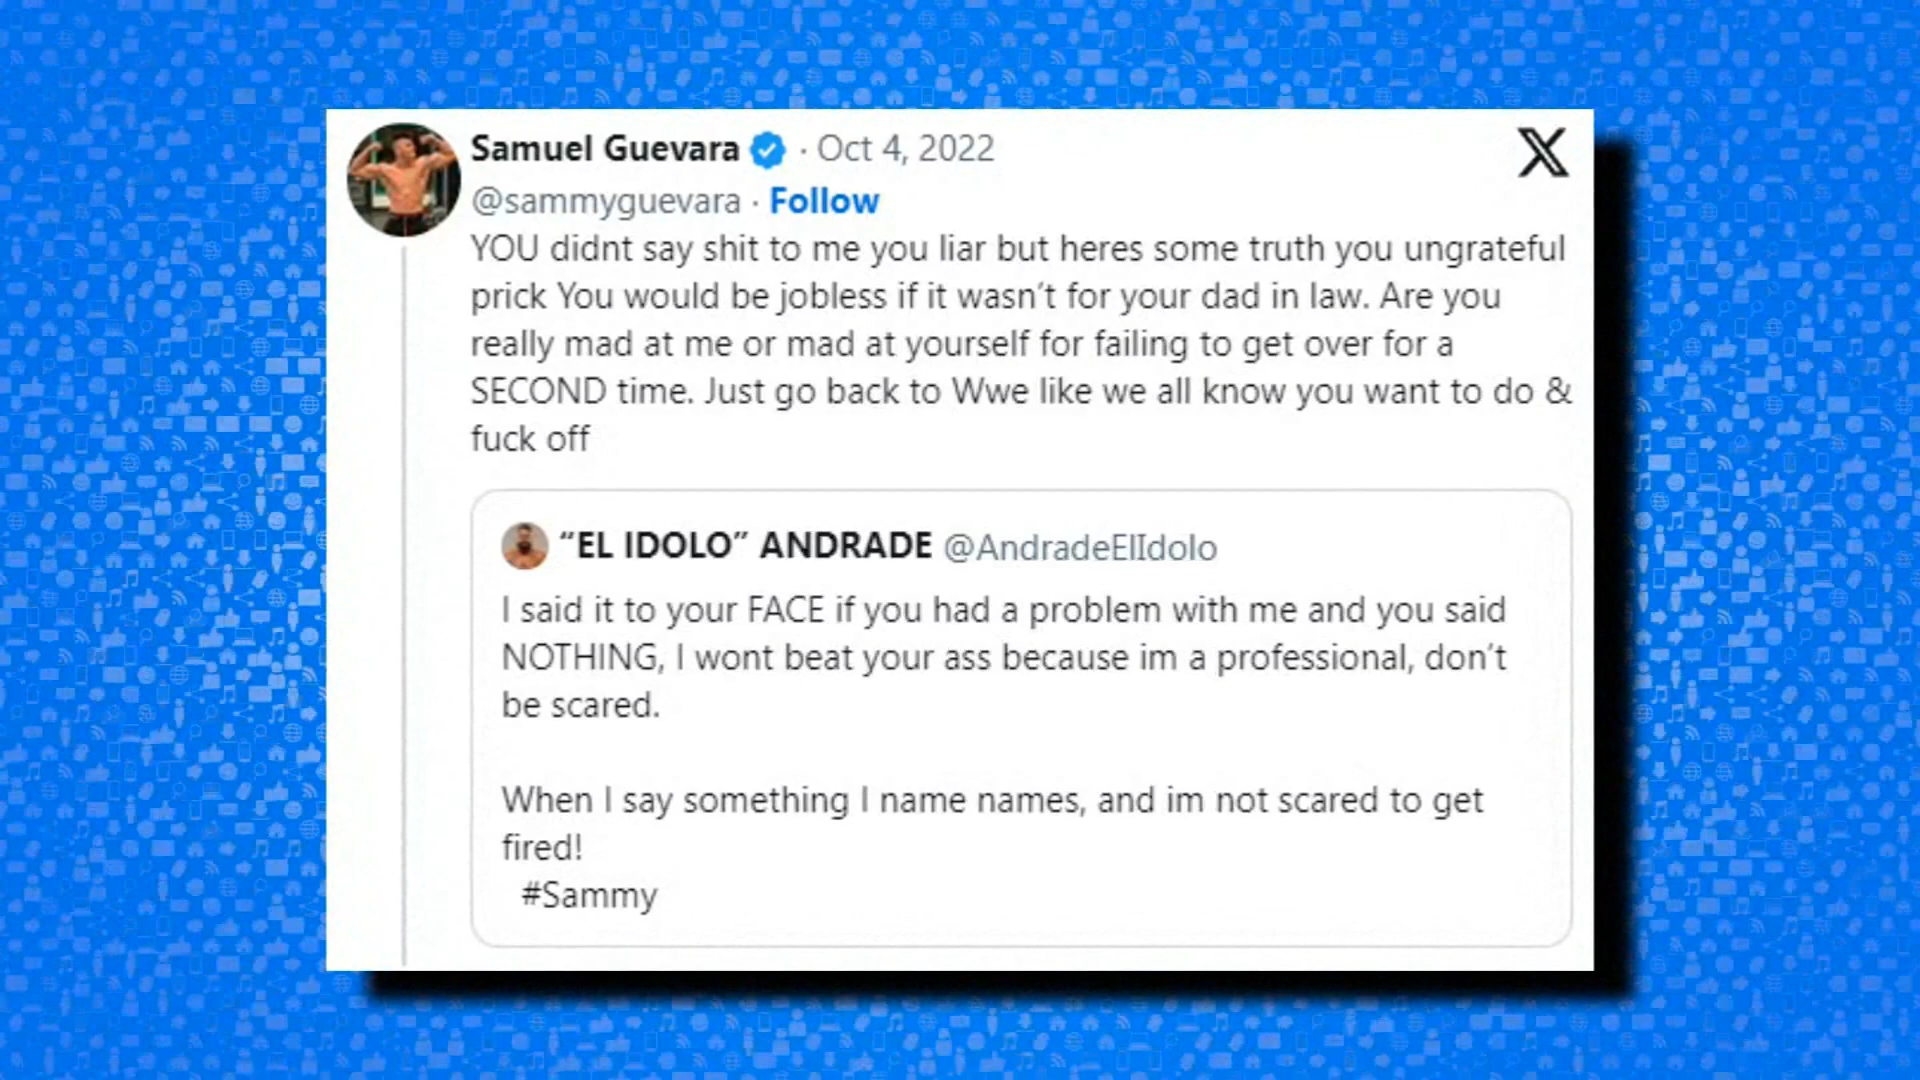 Samuel Guevara · Oct 4, 2022
@sammyguevara · Follow
YOU didnt say shit to me you liar but heres some truth you ungrateful
prick You would be jobless if it wasn’t for your dad in law. Are you
really mad at me or mad at yourself for failing to get over for a
SECOND time. Just go back to Wwe like we all know you want to do &
fuck off
“EL IDOLO” ANDRADE @AndradeElIdolo
I said it to your FACE if you had a problem with me and you said
NOTHING, I wont beat your ass because im a professional, don’t
be scared.
When I say something I name names, and im not scared to get
fired!
#Sammy